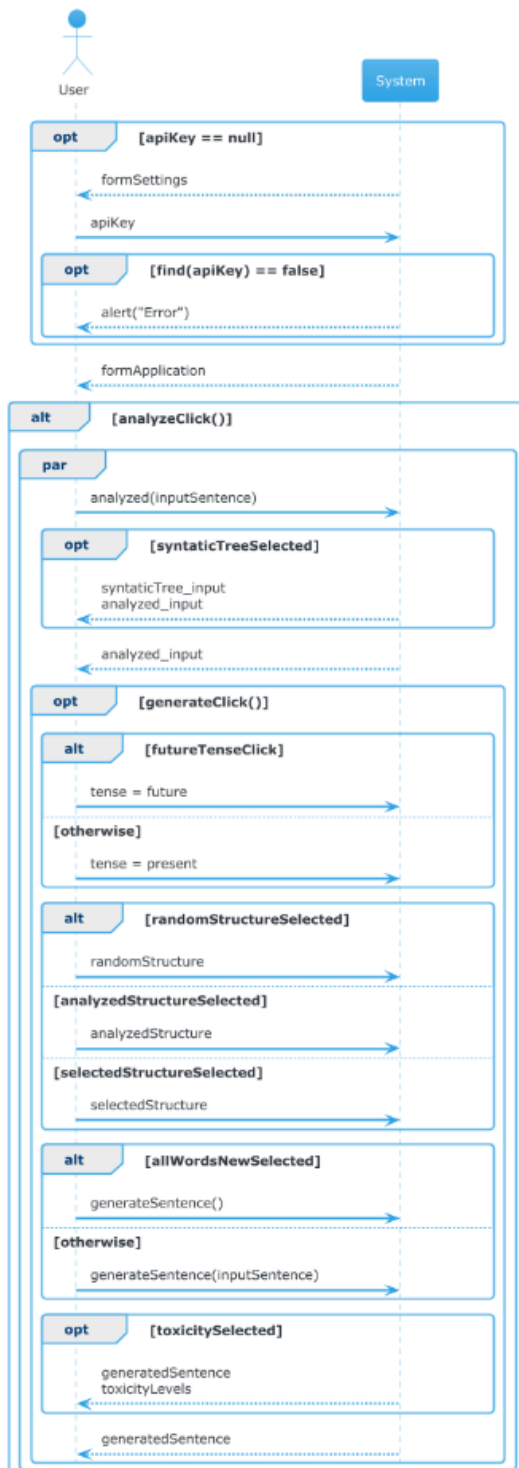 User
System
opt
[apiKey == null]
formSettings
apiKey
opt
[find(apiKey) == false]
alert("Error")
formApplication
alt
[analyzeClick()]
par
analyzed(inputSentence)
opt
[syntaticTreeSelected]
syntaticTree_input
analyzed_input
analyzed_input
opt
[generateClick()]
alt
[futureTenseClick]
tense = future
[otherwise]
tense = present
alt
[randomStructureSelected]
randomStructure
[analyzedStructureSelected]
analyzedStructure
[selectedStructureSelected]
selectedStructure
alt
[allWordsNewSelected]
generateSentence()
[otherwise]
generateSentence(inputSentence)
opt
[toxicitySelected]
generatedSentence
toxicityLevels
generatedSentence